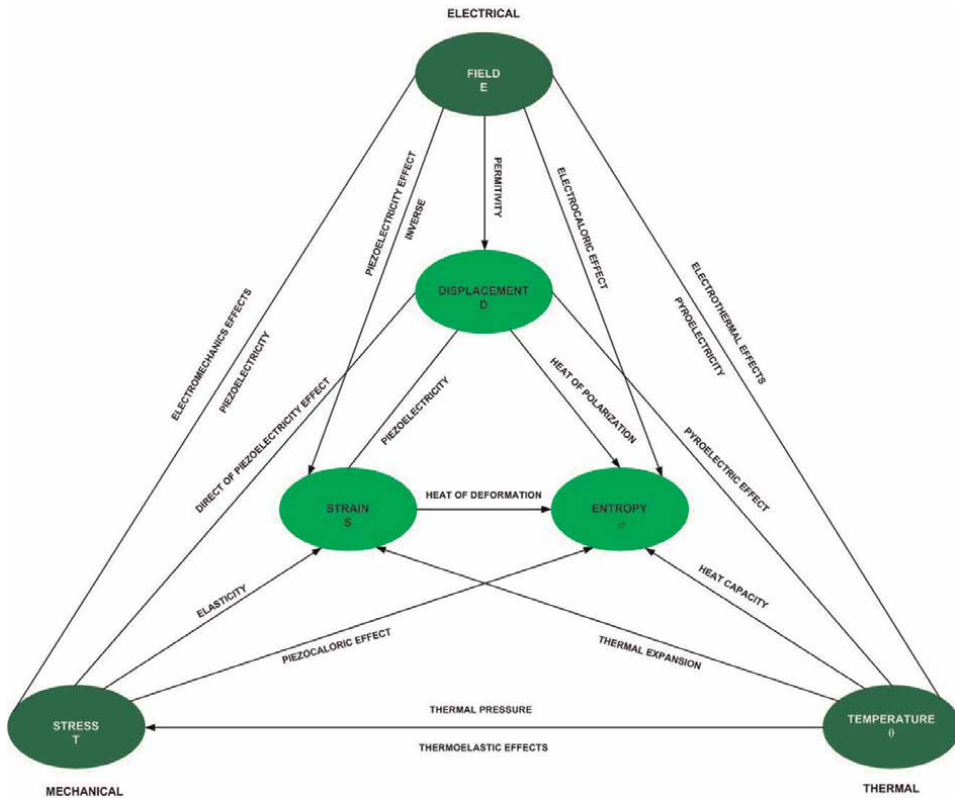 ELECTRICAL
FIELD
E
ELECTROMECHANICS EFFECTS
PIEZOELECTRICITY
PIEZOELECTRICITY EFFECT
INVERSE
PERMITIVITY
ELECTROCALORIC EFFECT
ELECTROTHERMAL EFFECTS
PYROELECTRICITY
DISPLACEMENT
D
DIRECT OF PIEZOELECTRICITY EFFECT
PIEZOELECTRICITY
HEAT OF POLARIZATION
PYROELECTRIC EFFECT
STRAIN
S
HEAT OF DEFORMATION
ENTROPY
ELASTICITY
PIEZOCALORIC EFFECT
HEAT CAPACITY
THERMAL EXPANSION
STRESS
T
THERMAL PRESSURE
THERMOELASTIC EFFECTS
TEMPERATURE
θ
MECHANICAL
THERMAL